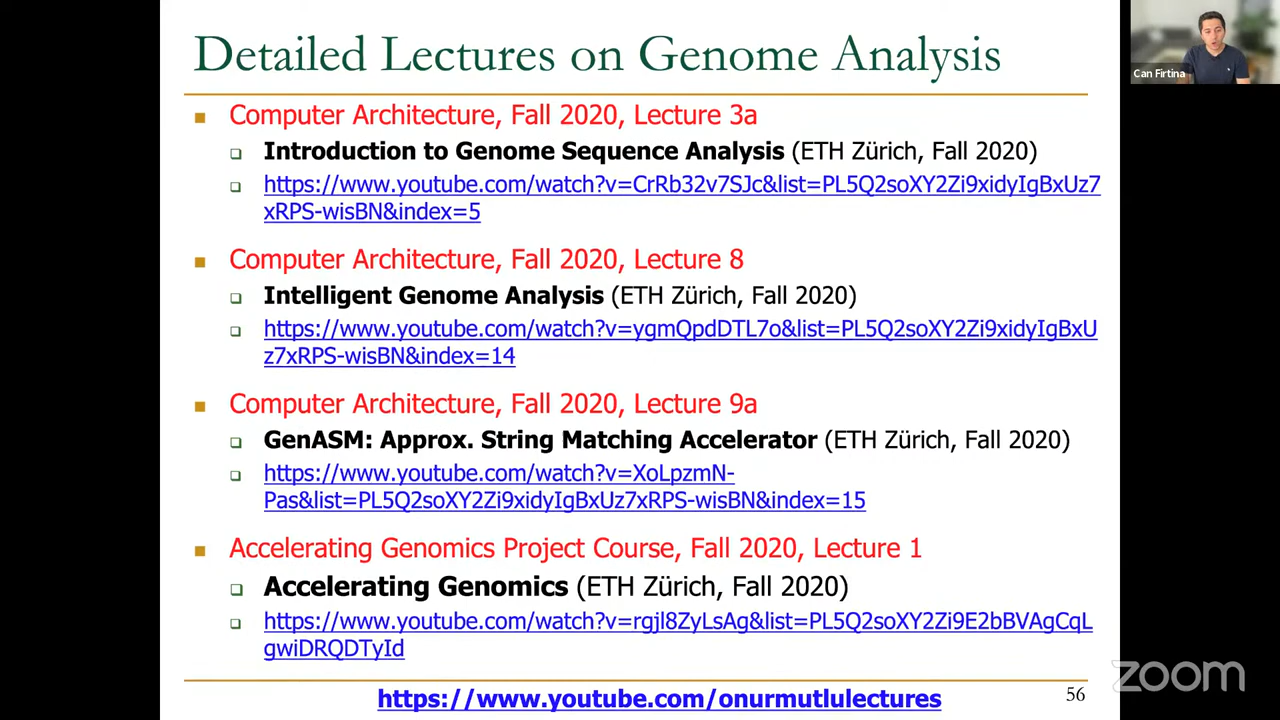 Detailed Lectures on Genome Analysis
Can Firtina
Computer Architecture, Fall 2020, Lecture 3a
Introduction to Genome Sequence Analysis (ETH Zürich, Fall 2020)
https://www.youtube.com/watch?v=CrRb32v7SJc&list=PL5Q2soXY2Zi9xidyIgBxUz7
xRPS-wisBN&index=5
Computer Architecture, Fall 2020, Lecture 8
Intelligent Genome Analysis (ETH Zürich, Fall 2020)
https://www.youtube.com/watch?v=ygmQpdDTL7o&list=PL5Q2soXY2Zi9xidyIgBxU
z7xRPS-wisBN&index=14
Computer Architecture, Fall 2020, Lecture 9a
GenASM: Approx. String Matching Accelerator (ETH Zürich, Fall 2020)
https://www.youtube.com/watch?v=XoLpzmN-
Pas&list=PL5Q2soXY2Zi9xidyIgBxUz7xRPS-wisBN&index=15
Accelerating Genomics Project Course, Fall 2020, Lecture 1
Accelerating Genomics (ETH Zürich, Fall 2020)
https://www.youtube.com/watch?v=rgjl8ZyLsAg&list=PL5Q2soXY2Zi9E2bBVAgCqL
gwiDRQDTyId
https://www.youtube.com/onurmutlulectures
56
zoom